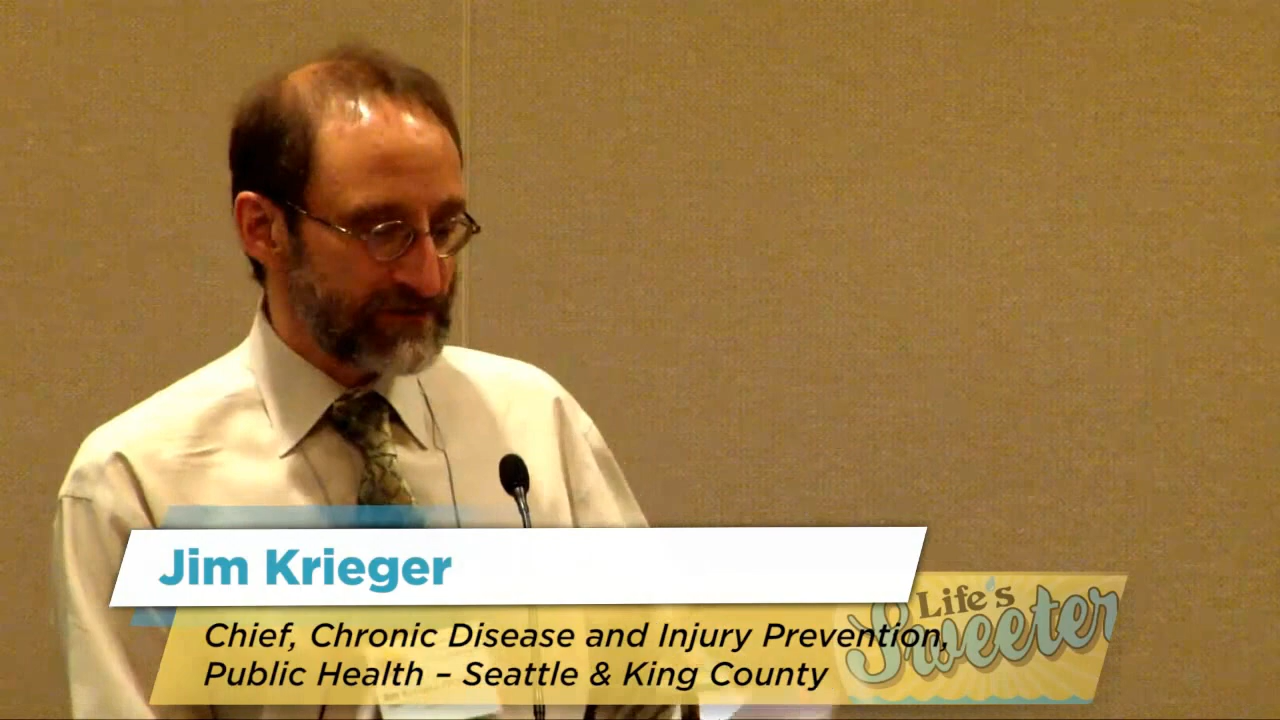 Jim Krieger
Chief, Chronic Disease and Injury Prevention,
Public Health – Seattle & King County
Life's
Sweeter